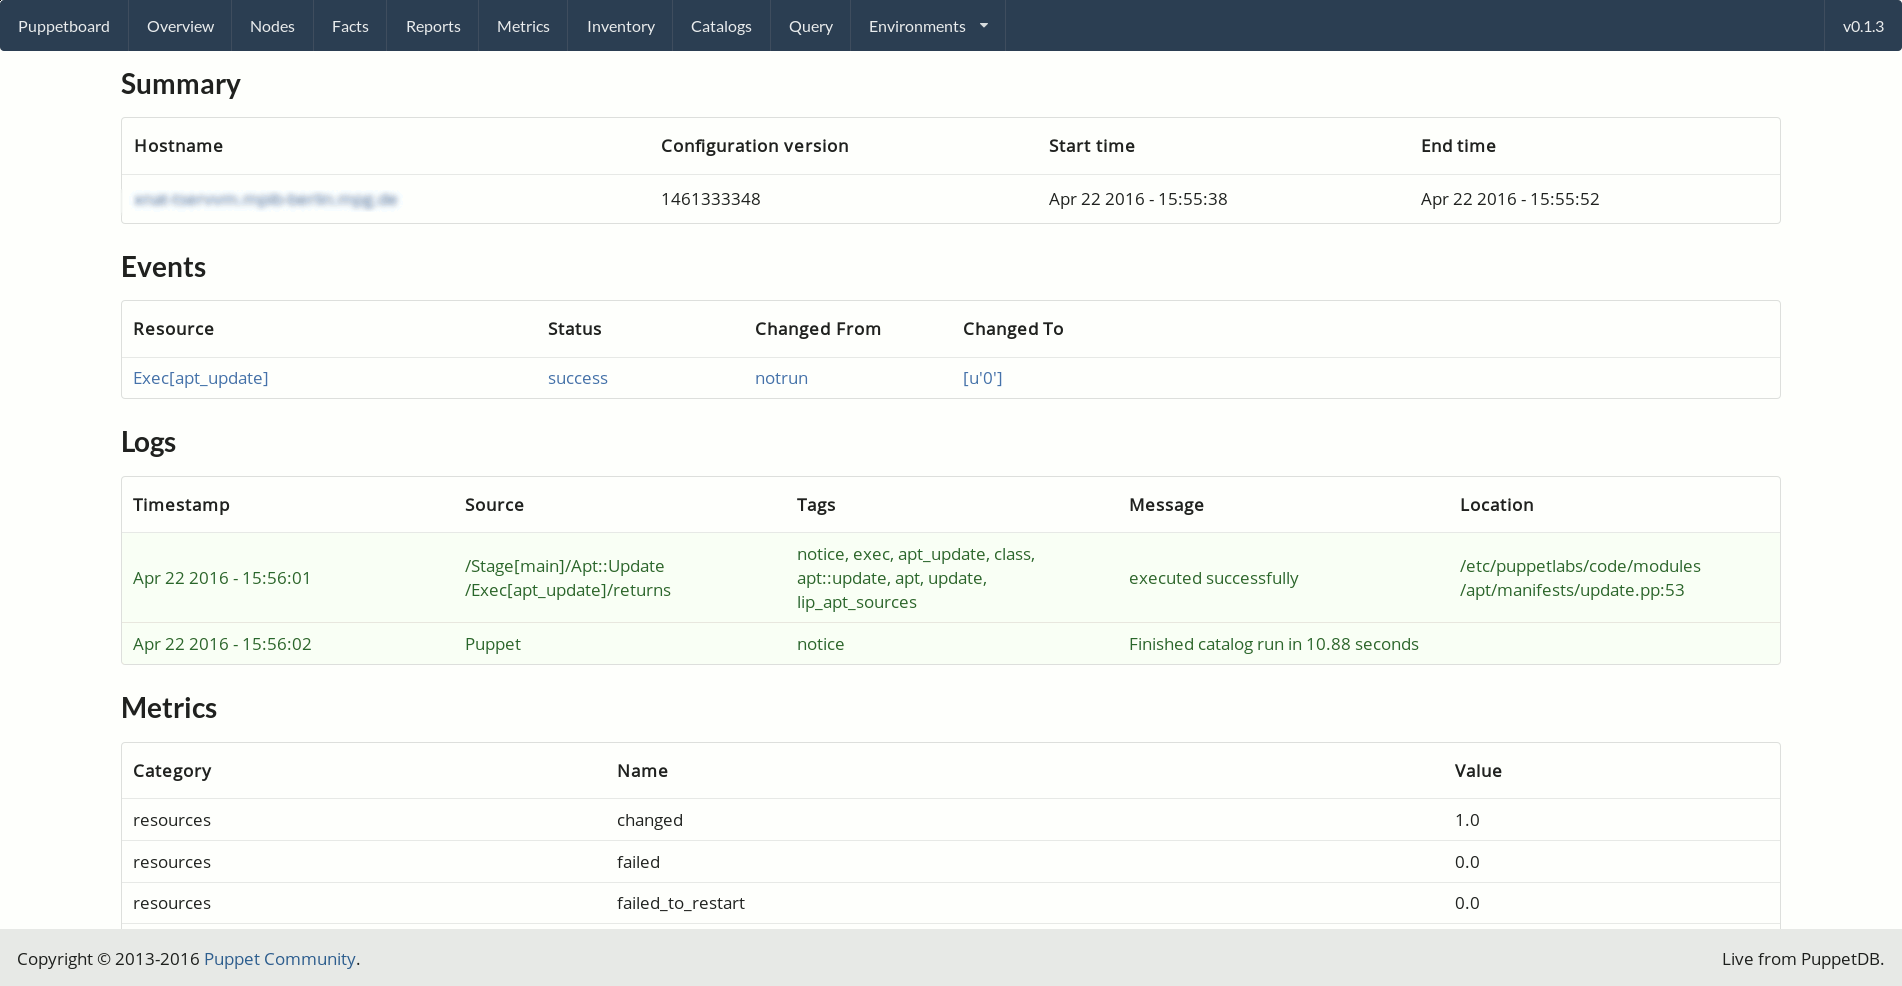 Puppetboard Overview Nodes Facts Reports Metrics Inventory Catalogs Query Environments v0.1.3
Summary
Hostname Configuration version Start time End time
1461333348 Apr 22 2016 - 15:55:38 Apr 22 2016 - 15:55:52
Events
Resource Status Changed From Changed To
Exec[apt_update] success notrun [u'0']
Logs
Timestamp Source Tags Message Location
Apr 22 2016 - 15:56:01
/Stage[main]/Apt::Update
/Exec[apt_update]/returns
notice, exec, apt_update, class,
apt::update, apt, update,
lip_apt_sources
executed successfully
/etc/puppetlabs/code/modules
/apt/manifests/update.pp:53
Apr 22 2016 - 15:56:02 Puppet notice Finished catalog run in 10.88 seconds
Metrics
Category Name Value
resources changed 1.0
resources failed 0.0
resources failed_to_restart 0.0
Copyright © 2013-2016 Puppet Community. Live from PuppetDB.